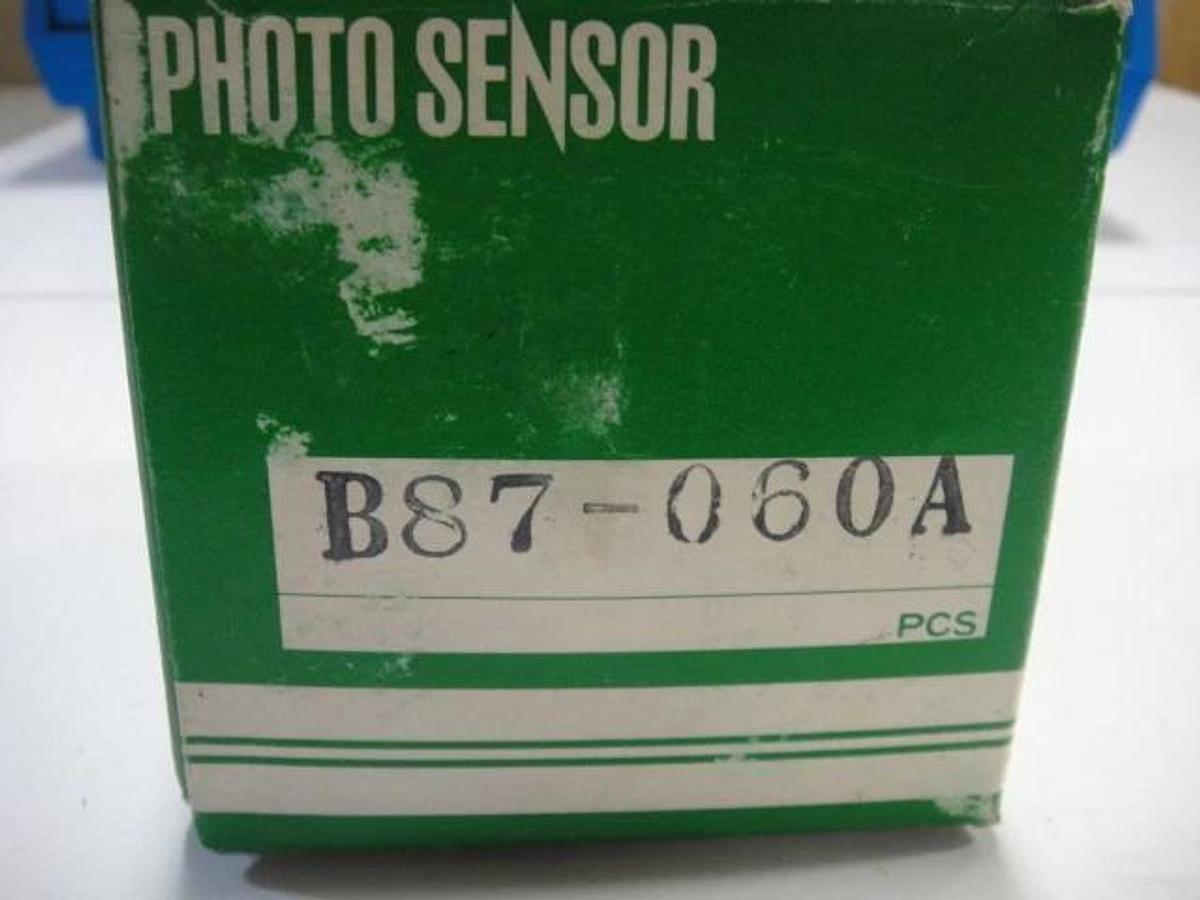 PHOTO SENSOR
B87-060A
PCS